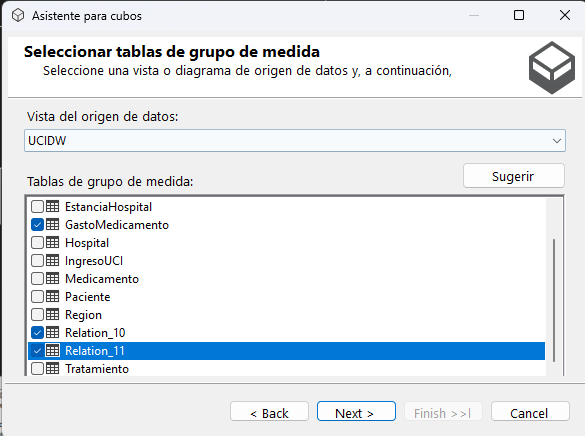 Asistente para cubos
Seleccionar tablas de grupo de medida
Seleccione una vista o diagrama de origen de datos y, a continuación,
Vista del origen de datos:
UCIDW
Sugerir
Tablas de grupo de medida:
EstanciaHospital
GastoMedicamento
Hospital
IngresoUCI
Medicamento
Paciente
Region
Relation_10
Relation_11
Tratamiento
< Back
Next >
Finish >>|
Cancel